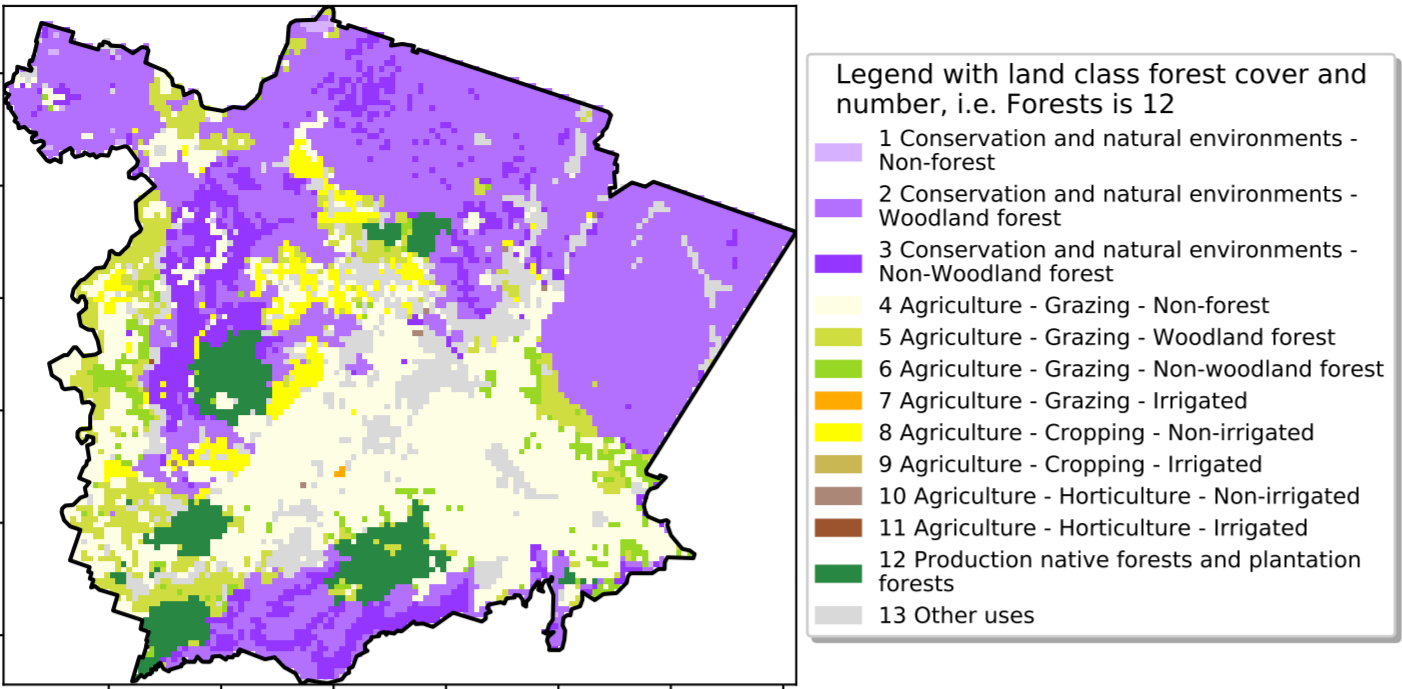 Legend with land class forest cover and
number, i.e. Forests is 12
1 Conservation and natural environments -
Non-forest
2 Conservation and natural environments -
Woodland forest
3 Conservation and natural environments -
Non-Woodland forest
4 Agriculture - Grazing - Non-forest
5 Agriculture - Grazing - Woodland forest
6 Agriculture - Grazing - Non-woodland forest
7 Agriculture - Grazing - Irrigated
8 Agriculture - Cropping - Non-irrigated
9 Agriculture - Cropping - Irrigated
10 Agriculture - Horticulture - Non-irrigated
11 Agriculture - Horticulture - Irrigated
12 Production native forests and plantation
forests
13 Other uses